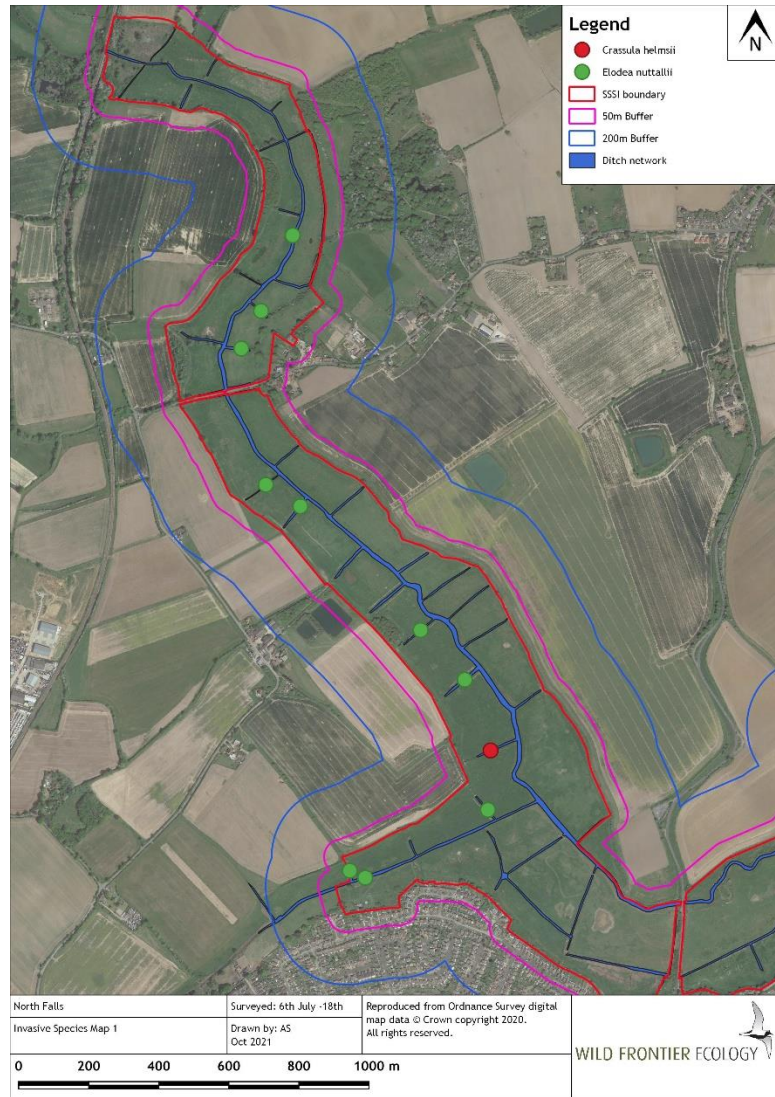 Legend
Crassula helmsii
Elodea nuttallii
SSSI boundary
50m Buffer
200m Buffer
Ditch network
N
North Falls
Surveyed: 6th July -18th
Reproduced from Ordnance Survey digital
map data © Crown copyright 2020.
All rights reserved.
Invasive Species Map 1
Drawn by: AS
Oct 2021
WILD FRONTIER ECOLOGY
0 200 400 600 800 1000 m